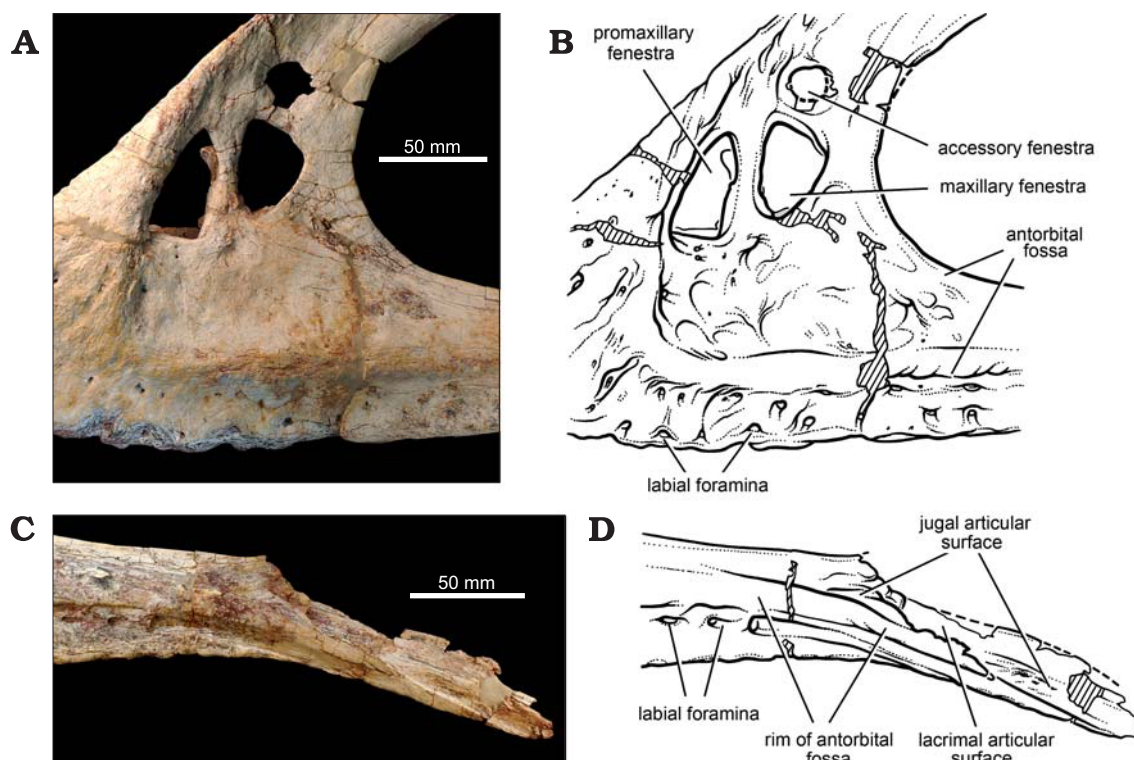 A
50 mm
B
promaxillary
fenestra
accessory fenestra
maxillary fenestra
antorbital
fossa
labial foramina
C
50 mm
D
jugal articular
surface
labial foramina
rim of antorbital
fossa
lacrimal articular
surface